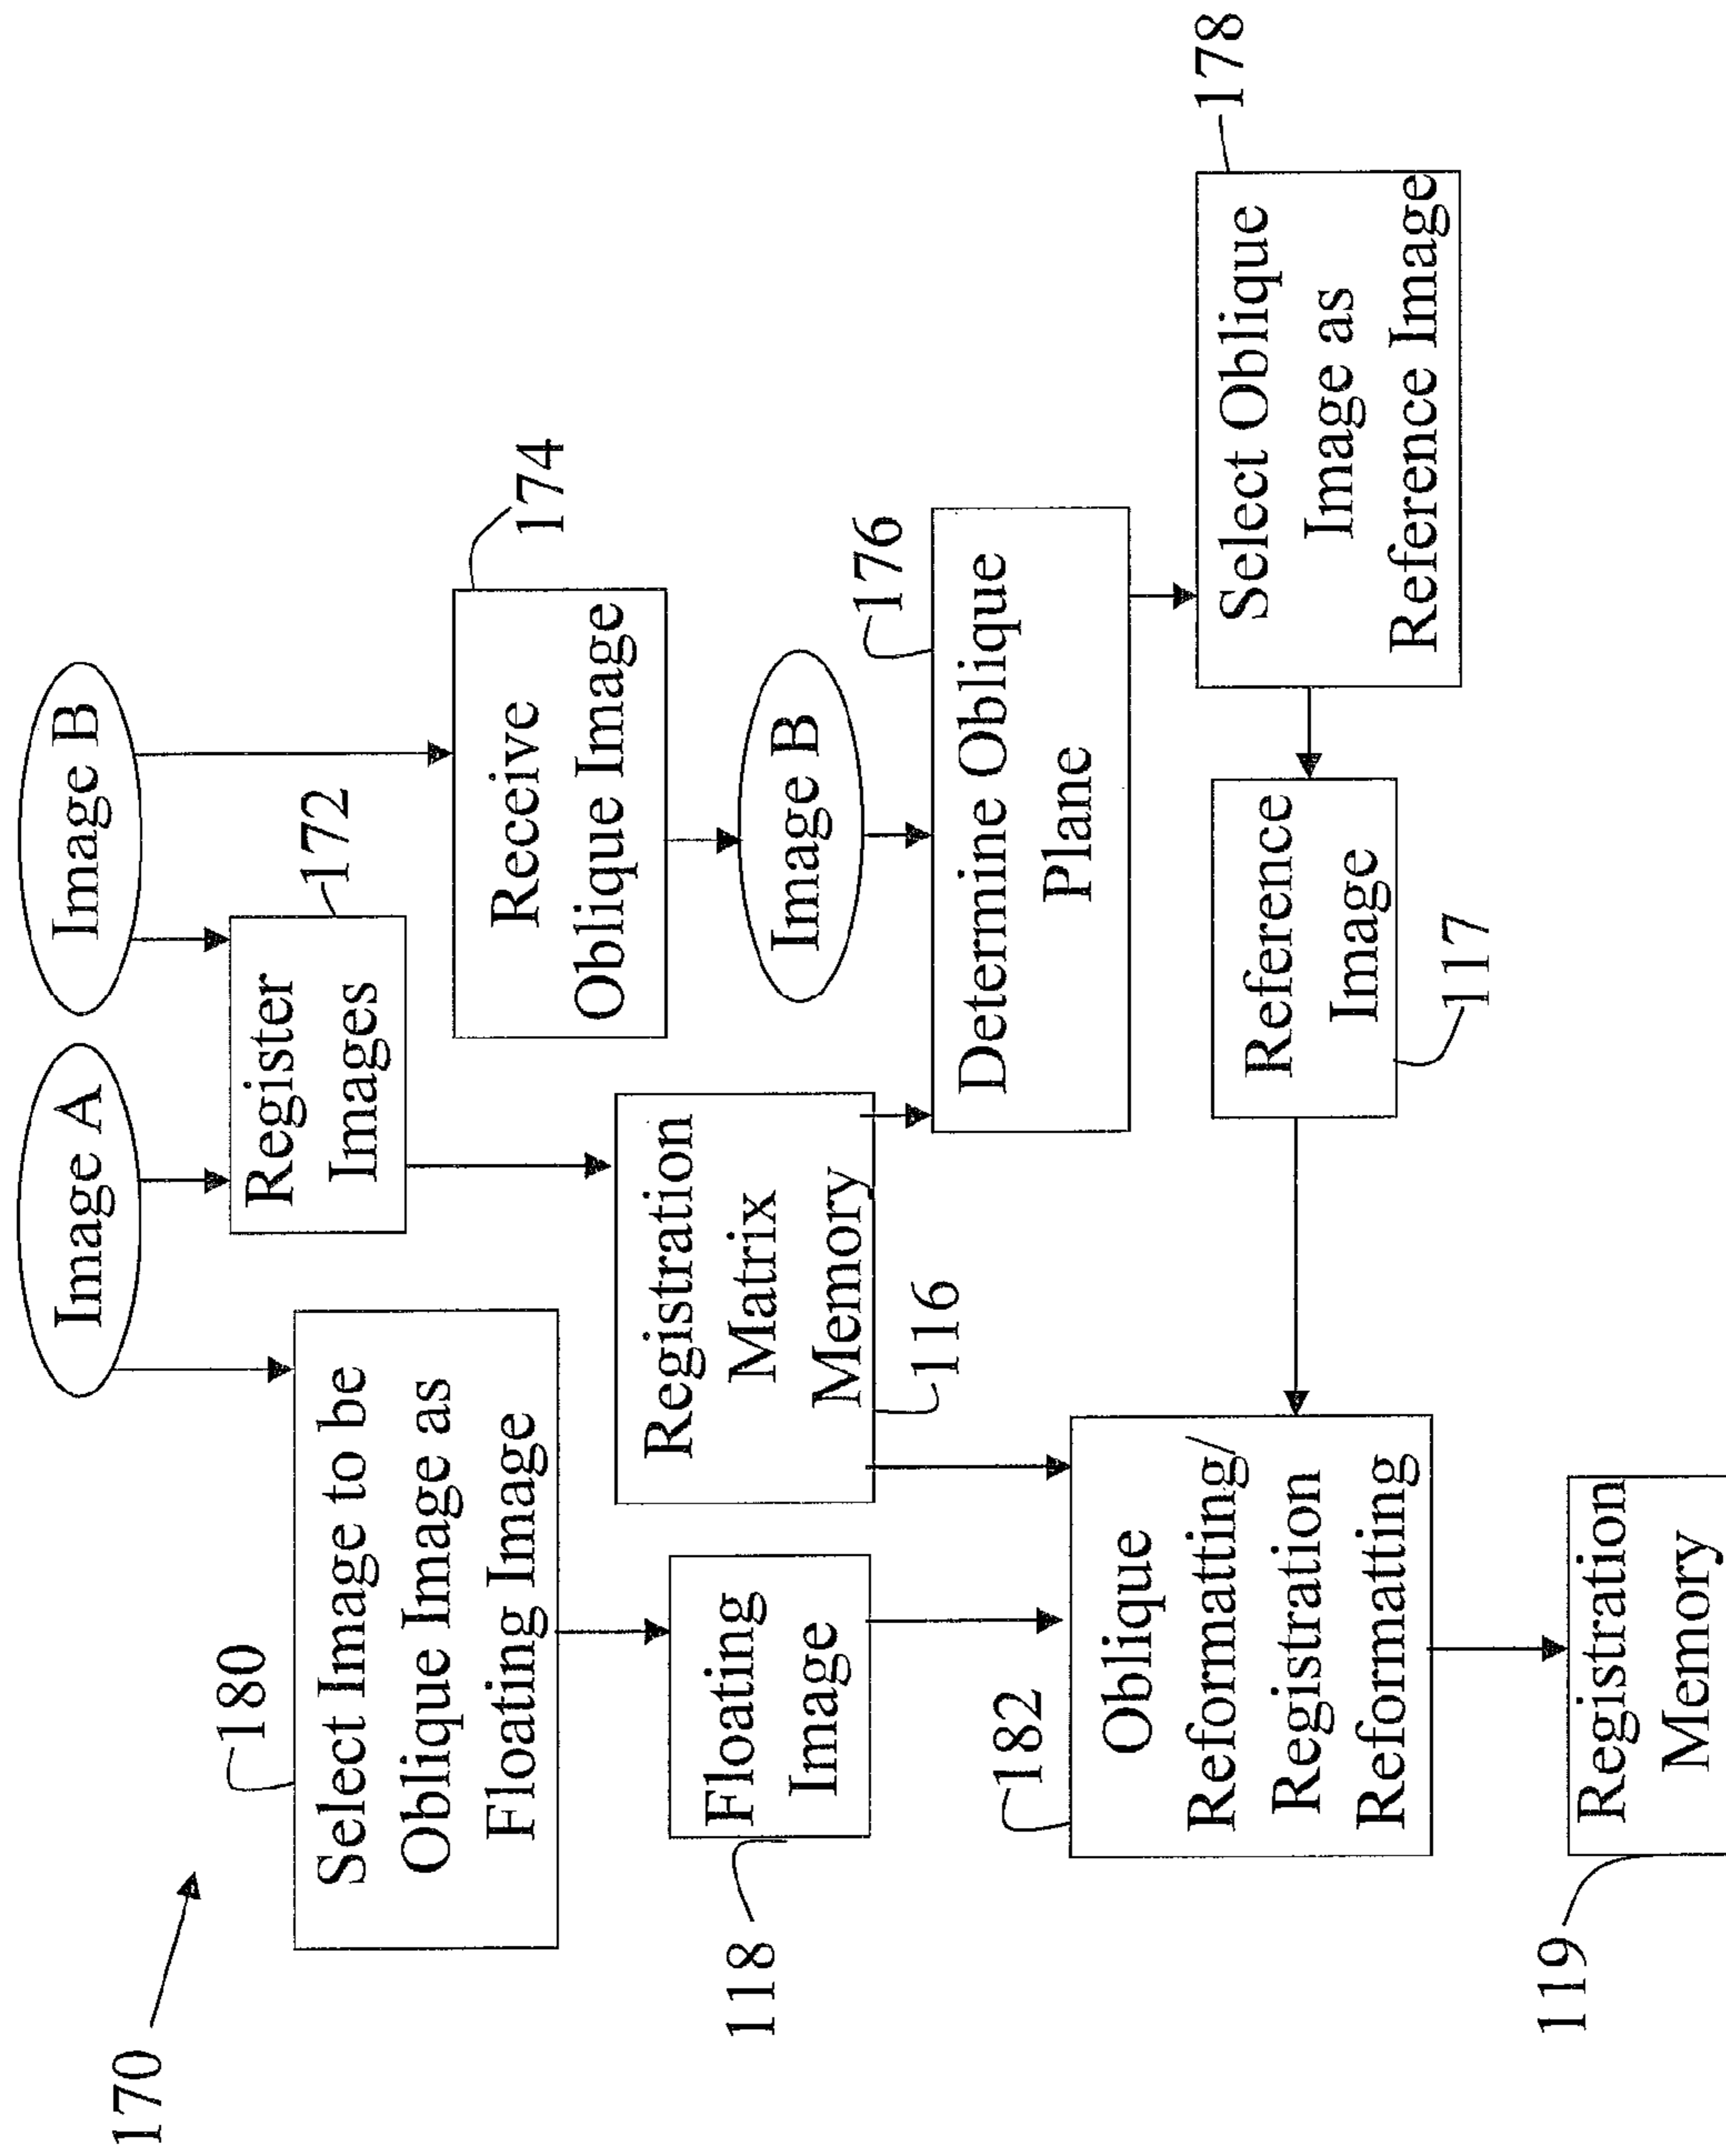 170
Image A
Image B
180
Select Image to be
Oblique Image as
Floating Image
Register
Images
172
Receive
Oblique Image
174
118
Floating
Image
Registration
Matrix
Memory
116
Image B
176
Determine Oblique
Plane
182
Oblique
Reformatting/
Registration
Reformatting
Reference
Image
117
Select Oblique
Image as
Reference Image
178
119
Registration
Memory